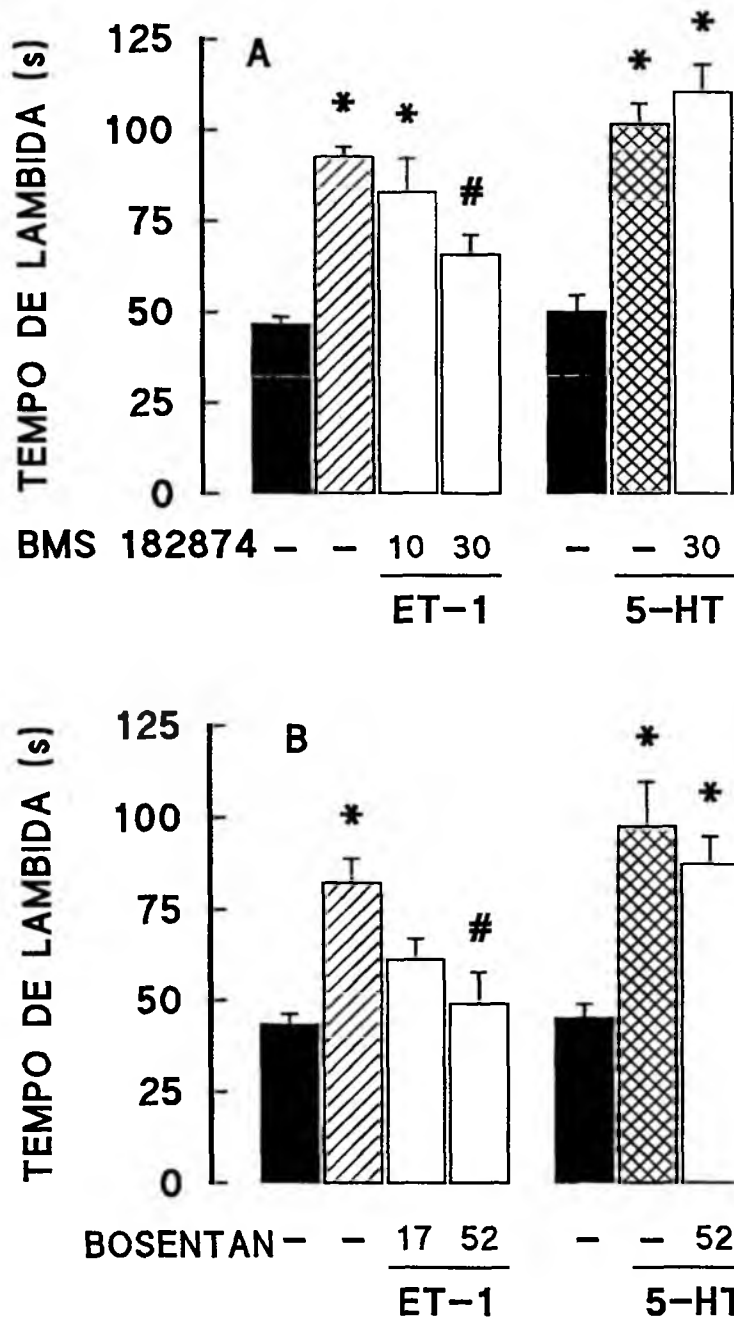 TEMPO DE LAMBIDA (s)
125
100
75
50
25
0
A
*
*
#
*
*
BMS 182874 – – 10 30 – – 30
ET-1 5-HT
TEMPO DE LAMBIDA (s)
125
100
75
50
25
0
B
*
#
*
*
BOSENTAN – – 17 52 – – 52
ET-1 5-HT